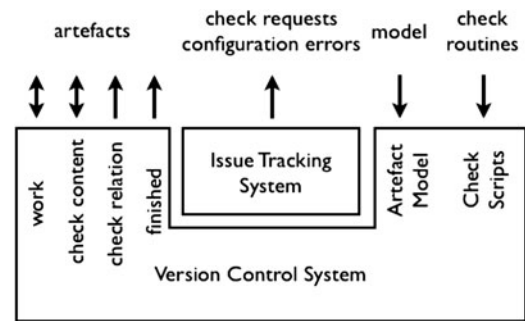 artefacts
check requests
configuration errors
model
check
routines
work
check content
check relation
finished
Issue Tracking
System
Artefact
Model
Check
Scripts
Version Control System